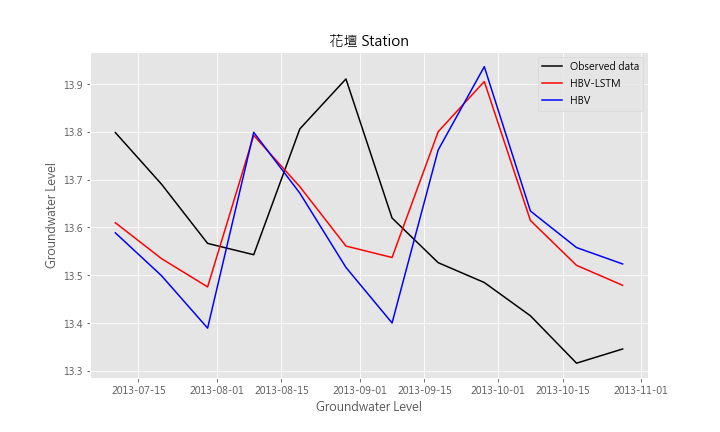 花壇 Station
Observed data
HBV-LSTM
HBV
Groundwater Level
13.9
13.8
13.7
13.6
13.5
13.4
13.3
2013-07-15
2013-08-01
2013-08-15
2013-09-01
2013-09-15
2013-10-01
2013-10-15
2013-11-01
Groundwater Level